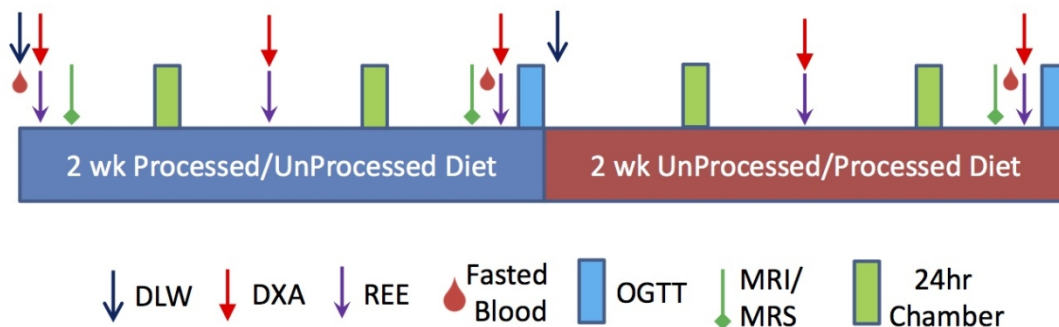 2 wk Processed/UnProcessed Diet
2 wk UnProcessed/Processed Diet
DLW
DXA
REE
Fasted
Blood
OGTT
MRI/
MRS
24hr
Chamber